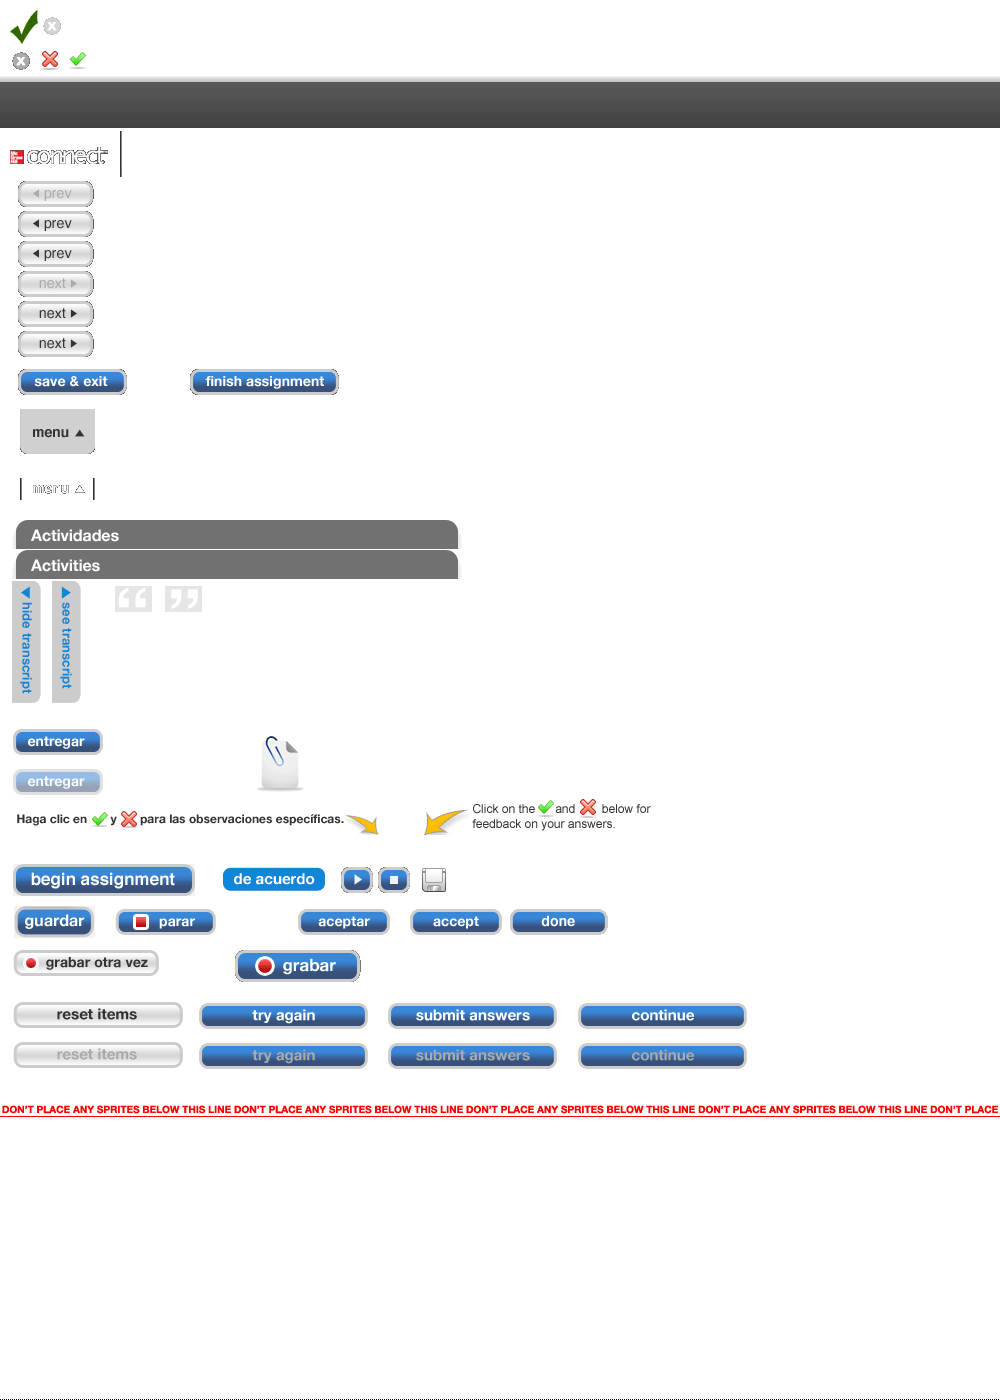 connect
prev
prev
prev
next
next
next
save & exit finish assignment
menu
menu
Actividades
Activities
hide transcript
see transcript
entregar
entregar
Haga clic en y para las observaciones específicas.
Click on the and below for
feedback on your answers.
begin assignment de acuerdo
guardar parar aceptar accept done
grabar otra vez grabar
reset items try again submit answers continue
reset items try again submit answers continue
DON'T PLACE ANY SPRITES BELOW THIS LINE DON'T PLACE ANY SPRITES BELOW THIS LINE DON'T PLACE ANY SPRITES BELOW THIS LINE DON'T PLACE ANY SPRITES BELOW THIS LINE DON'T PLACE